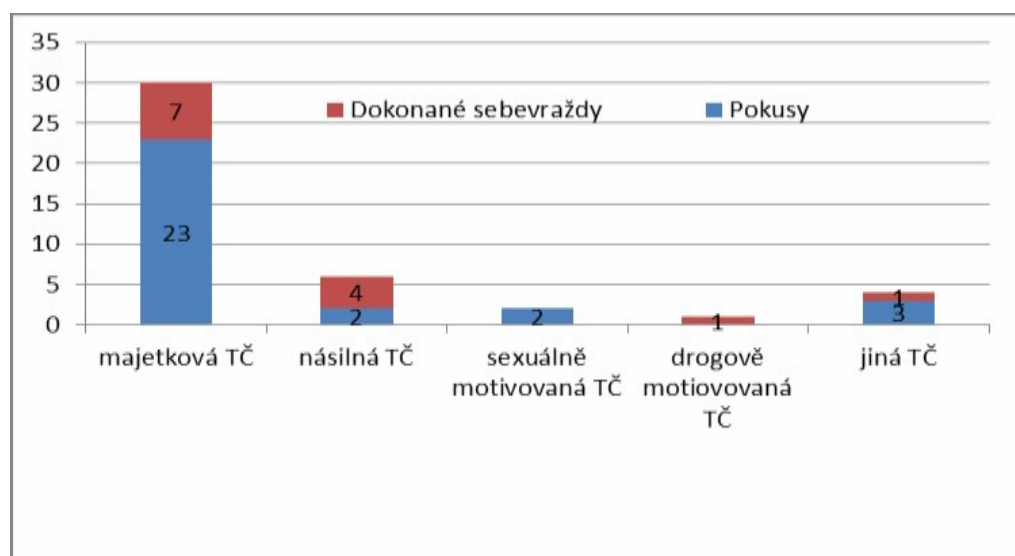 35
30
25
20
15
10
5
0
7
Dokonané sebevraždy
Pokusy
23
4
2
2
1
1
3
majetková TČ
násilná TČ
sexuálně
motivovaná TČ
drogově
motiovovaná
TČ
jiná TČ